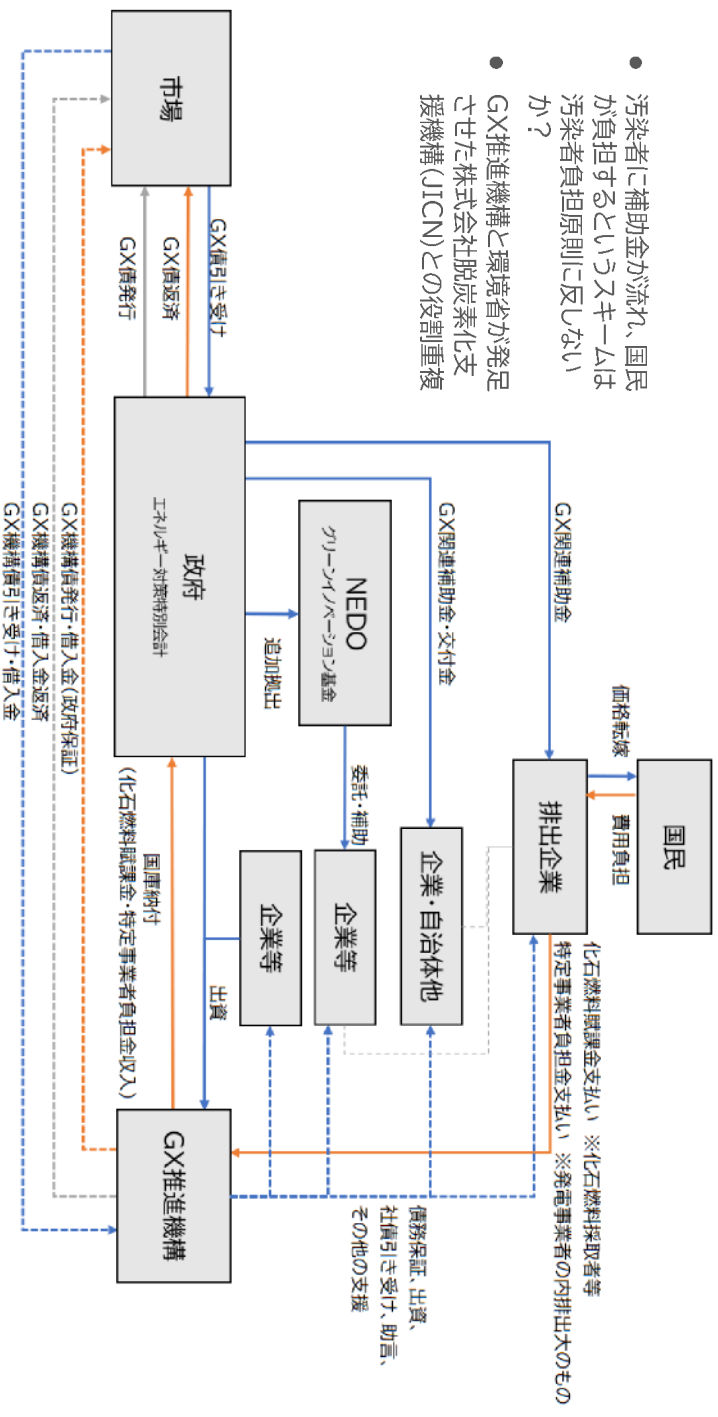 ● 汚染者に補助金が流れ、国民
が負担するというスキームは
汚染者負担原則に反しない
か？
● GX推進機構と環境省が発足
させた株式会社脱炭素化支
援機構(JICN)との役割重複
国民
価格転嫁
費用負担
GX関連補助金
排出企業
化石燃料賦課金支払い ※化石燃料採取者等
特定事業者負担金支払い ※発電事業者の内排出大のもの
GX関連補助金・交付金
企業・自治体他
債務保証、出資、
社債引き受け、助言、
その他の支援
NEDO
グリーンイノベーション基金
委託・補助
企業等
追加拠出
企業等
市場
GX債引き受け
GX債返済
GX債発行
政府
エネルギー対策特別会計
出資
国庫納付
(化石燃料賦課金・特定事業者負担金収入)
GX推進機構
GX機構債発行・借入金(政府保証)
GX機構債返済・借入金返済
GX機構債引き受け・借入金